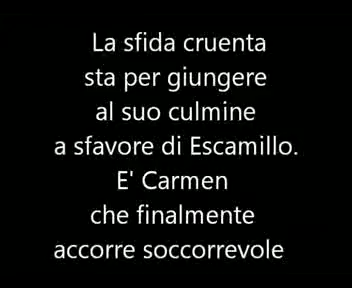 La sfida cruenta
sta per giungere
al suo culmine
a sfavore di Escamillo.
E' Carmen
che finalmente
accorre soccorrevole